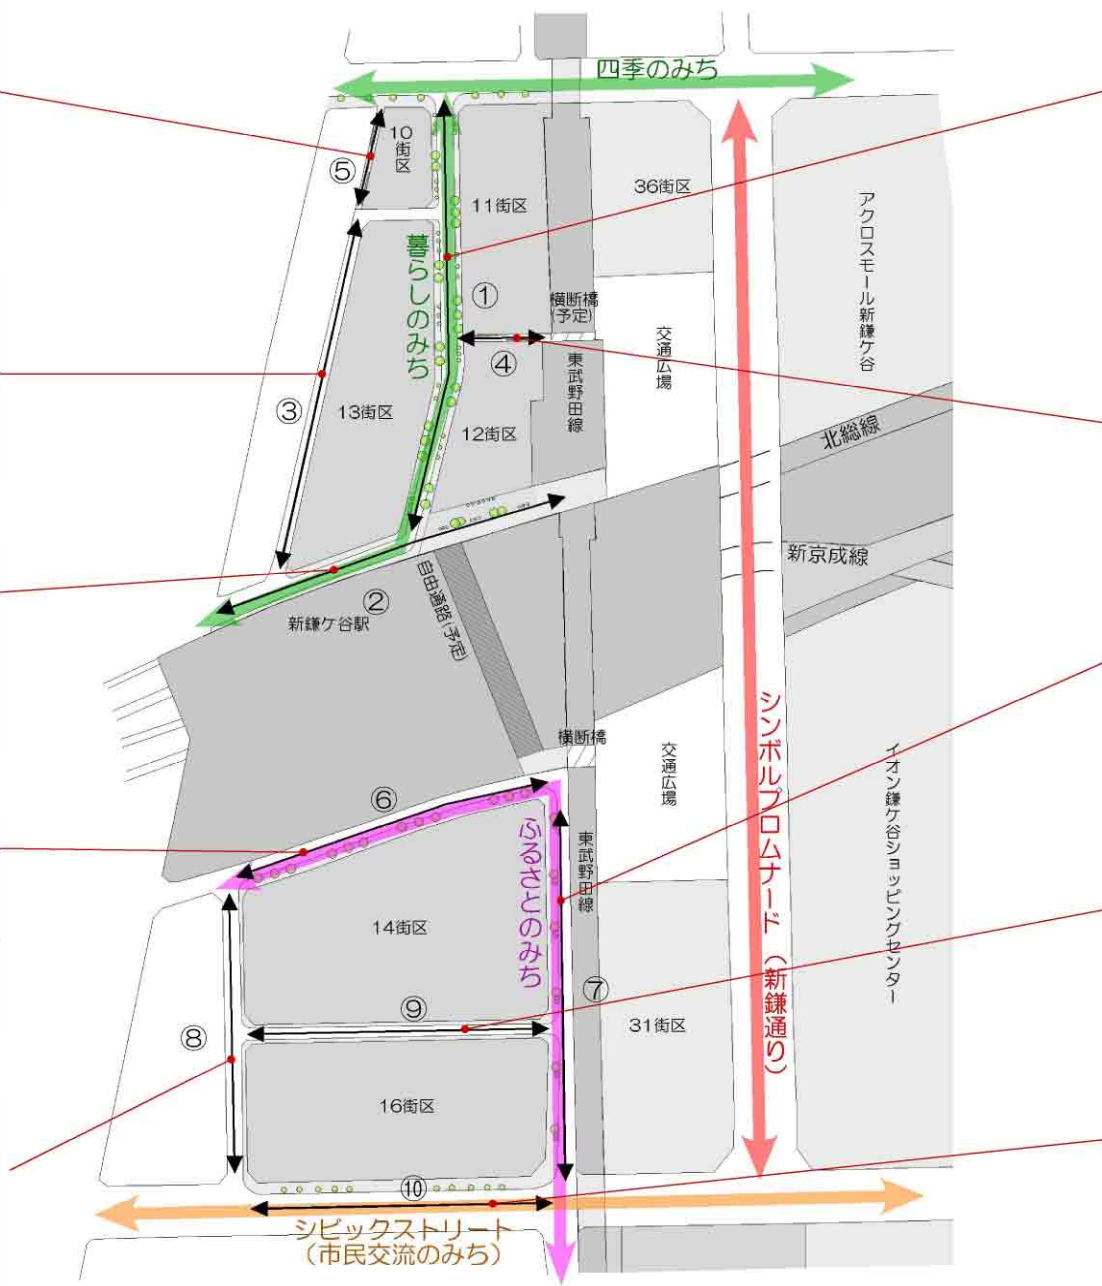 四季のみち
10街区
⑤
11街区
36街区
アクロスモール新鎌ケ谷
暮らしのみち
①
横断橋
(予定)
④
東武野田線
交通広場
③
13街区
12街区
北総線
新京成線
②
新鎌ケ谷駅
自由通路(予定)
横断橋
シンボルプロムナード（新鎌通り）
交通広場
イオン鎌ケ谷ショッピングセンター
⑥
ふるさとのみち
東武野田線
14街区
⑦
⑨
⑧
31街区
16街区
⑩
シビックストリート
（市民交流のみち）